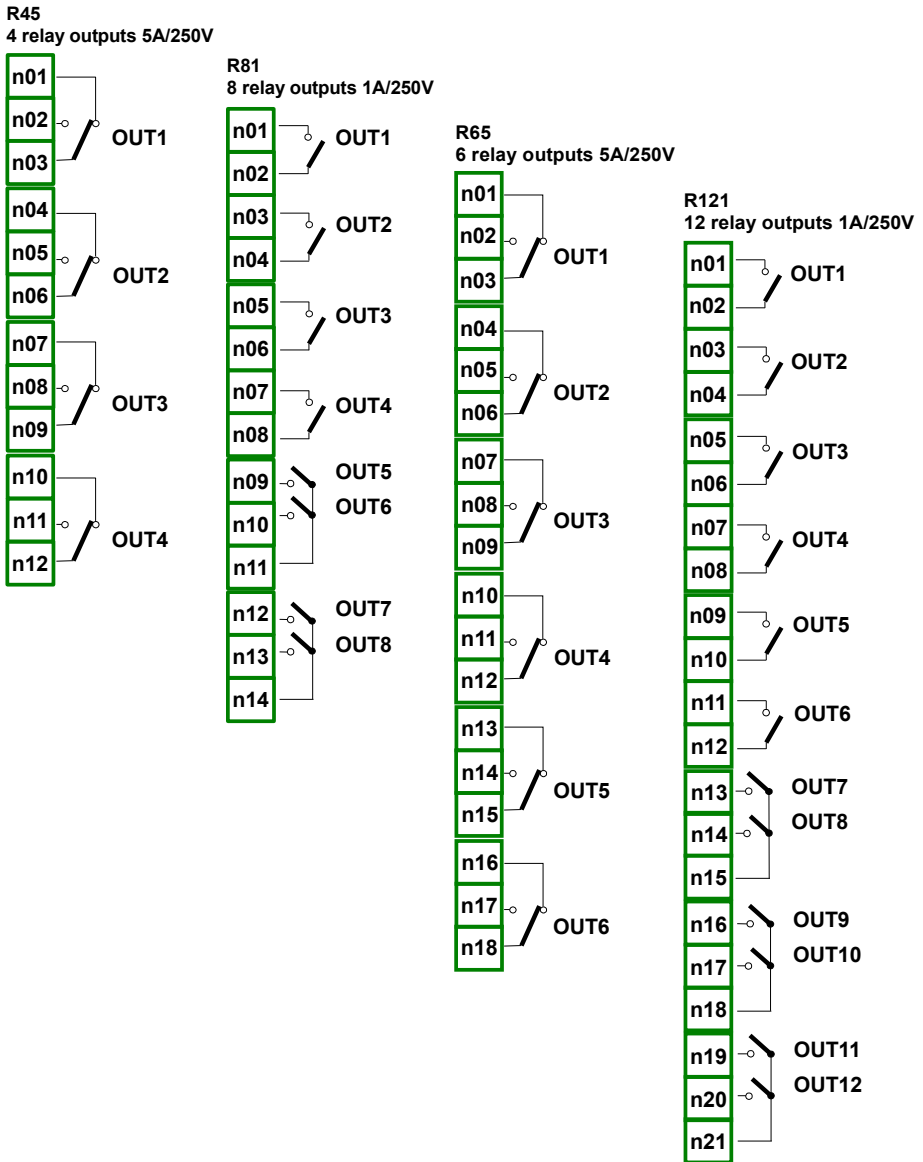 R45
4 relay outputs 5A/250V
n01
n02
n03
OUT1
n04
n05
n06
OUT2
n07
n08
n09
OUT3
n10
n11
n12
OUT4
R81
8 relay outputs 1A/250V
n01
n02
OUT1
n03
n04
OUT2
n05
n06
OUT3
n07
n08
OUT4
n09
n10
n11
OUT5
OUT6
n12
n13
n14
OUT7
OUT8
R65
6 relay outputs 5A/250V
n01
n02
n03
OUT1
n04
n05
n06
OUT2
n07
n08
n09
OUT3
n10
n11
n12
OUT4
n13
n14
n15
OUT5
n16
n17
n18
OUT6
R121
12 relay outputs 1A/250V
n01
n02
OUT1
n03
n04
OUT2
n05
n06
OUT3
n07
n08
OUT4
n09
n10
OUT5
n11
n12
OUT6
n13
n14
n15
OUT7
OUT8
n16
n17
n18
OUT9
OUT10
n19
n20
n21
OUT11
OUT12